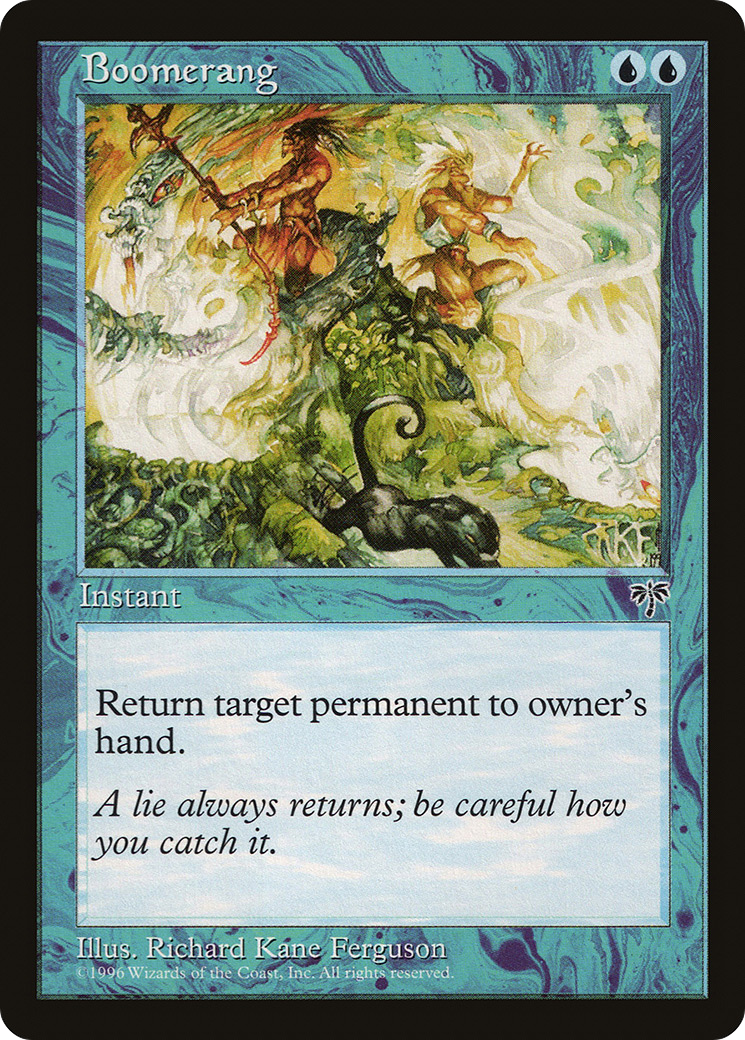 Boomerang
Instant
Return target permanent to owner's
hand.
A lie always returns; be careful how
you catch it.
Illus. Richard Kane Ferguson
©1996 Wizards of the Coast, Inc. All rights reserved.